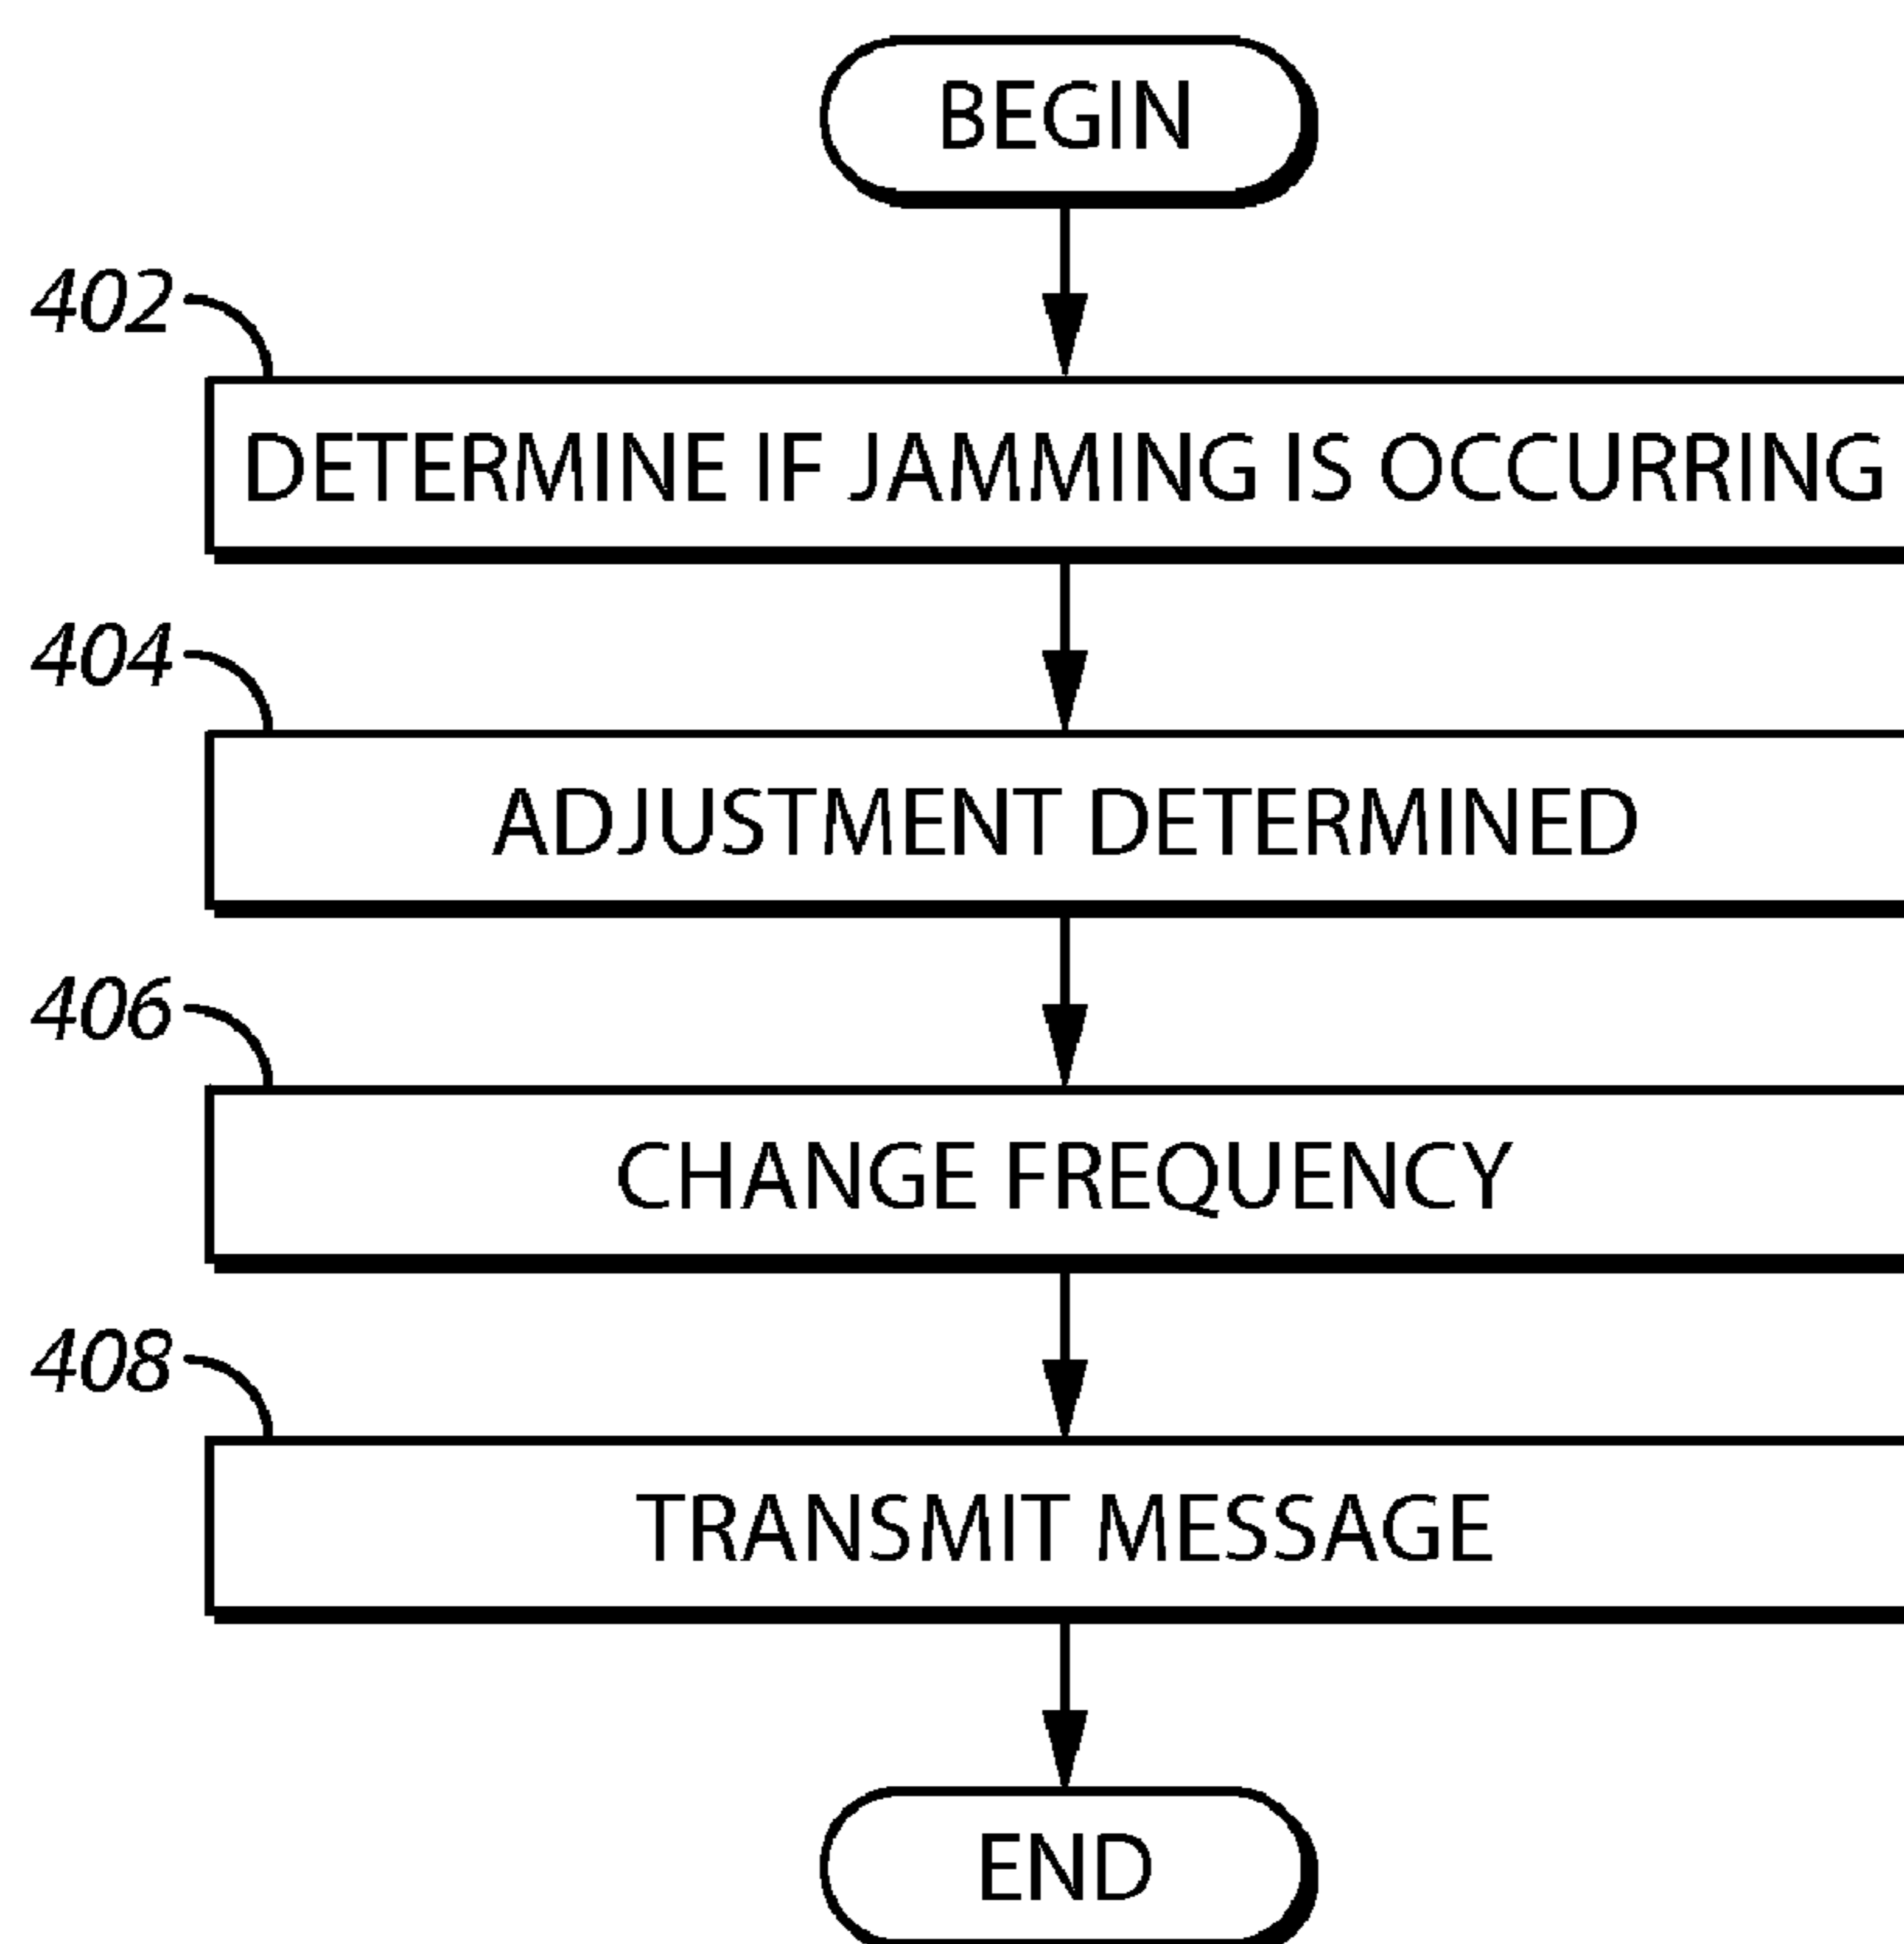 BEGIN
402
DETERMINE IF JAMMING IS OCCURRING
404
ADJUSTMENT DETERMINED
406
CHANGE FREQUENCY
408
TRANSMIT MESSAGE
END